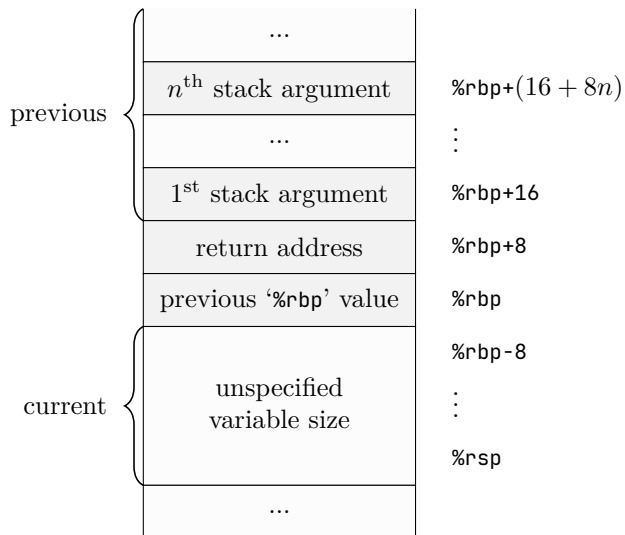 ...
nᵗʰ stack argument %rbp+(16 + 8n)
previous
... ⋮
1ˢᵗ stack argument %rbp+16
return address %rbp+8
previous ‘%rbp’ value %rbp
%rbp-8
current
unspecified
variable size
⋮
%rsp
...